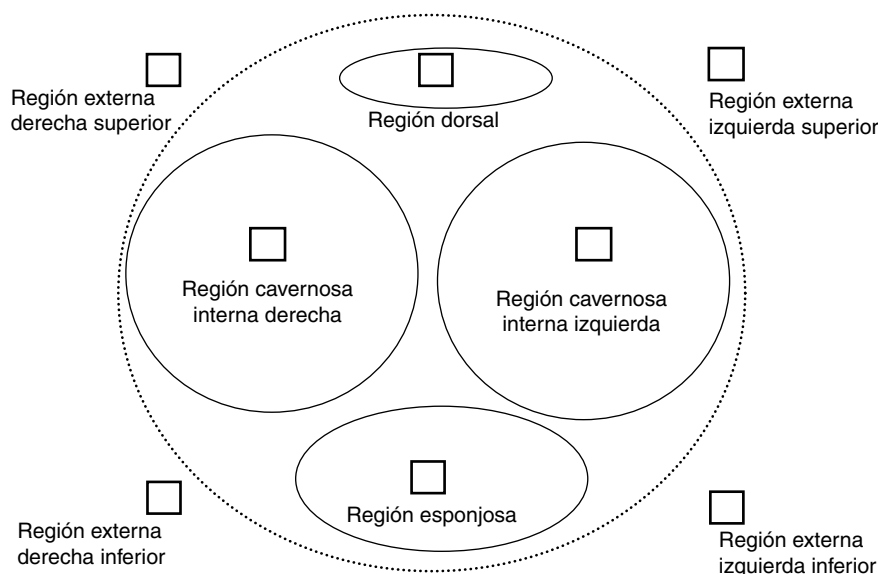 Región externa
derecha superior
Región dorsal
Región externa
izquierda superior
Región cavernosa
interna derecha
Región cavernosa
interna izquierda
Región externa
derecha inferior
Región esponjosa
Región externa
izquierda inferior